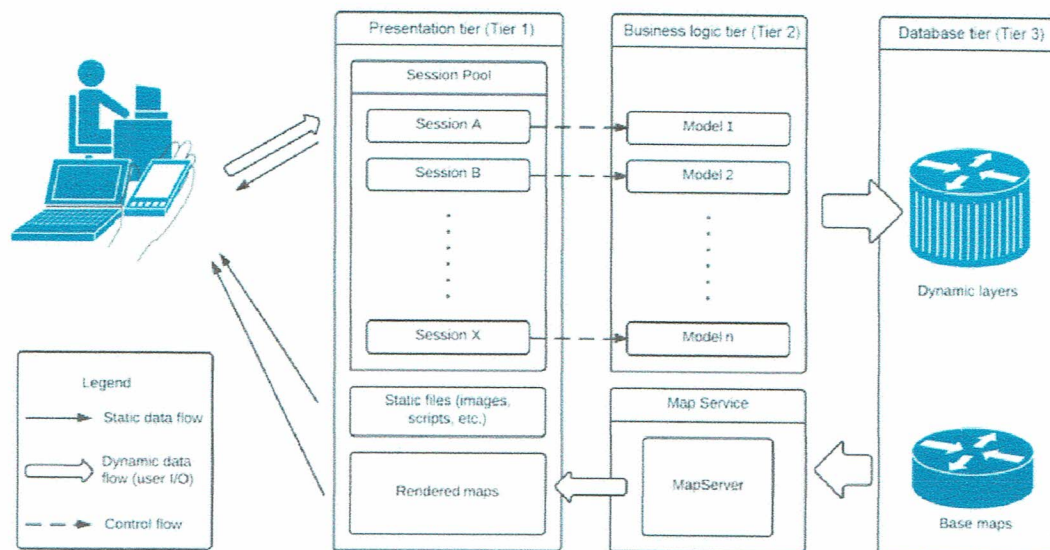 Presentation tier (Tier 1)
Business logic tier (Tier 2)
Database tier (Tier 3)
Session Pool
Session A
Model 1
Session B
Model 2
Dynamic layers
Session X
Model n
Legend
Static data flow
Dynamic data
flow (user I/O)
Control flow
Static files (images,
scripts, etc.)
Map Service
Rendered maps
MapServer
Base maps